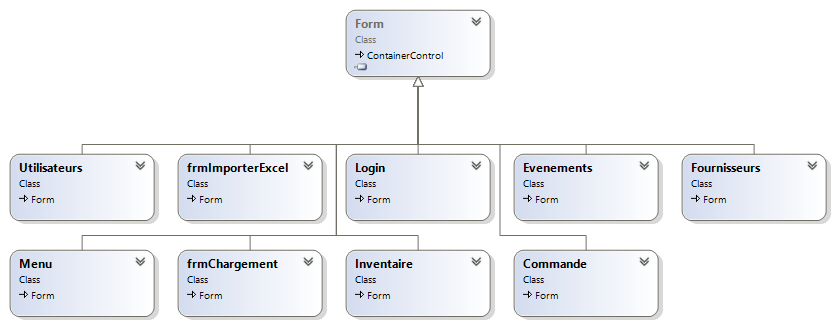 Form
Class
ContainerControl
Utilisateurs
Class
Form
frmImporterExcel
Class
Form
Login
Class
Form
Evenements
Class
Form
Fournisseurs
Class
Form
Menu
Class
Form
frmChargement
Class
Form
Inventaire
Class
Form
Commande
Class
Form